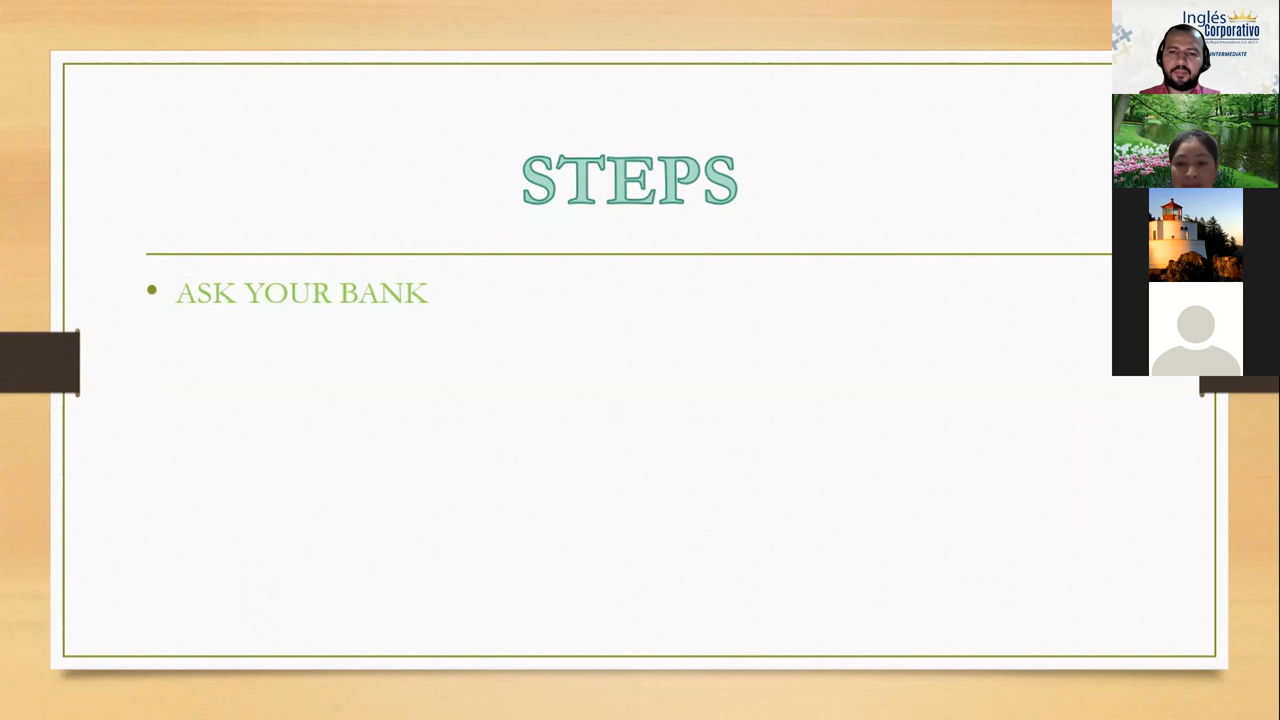 Inglés
Corporativo
INTERMEDIATE
STEPS
• ASK YOUR BANK